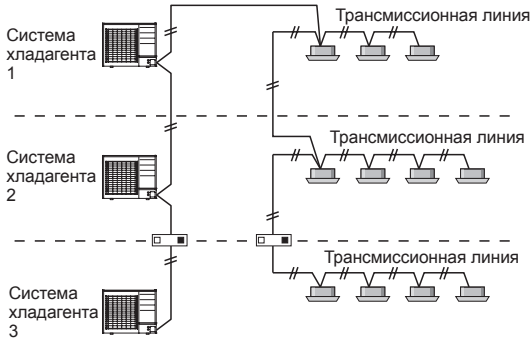 Система
хладагента
1
Трансмиссионная линия
Система
хладагента
2
Трансмиссионная линия
Система
хладагента
3
Трансмиссионная линия